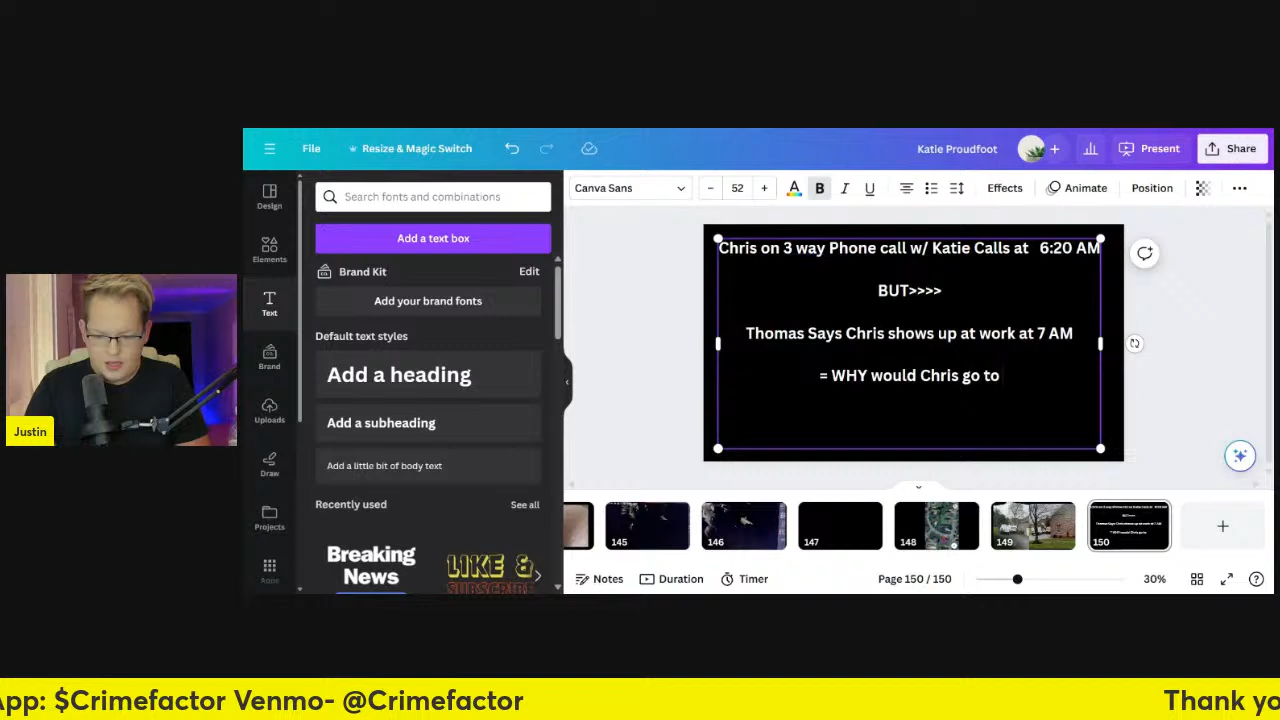 File
Resize & Magic Switch
Katie Proudfoot
+
Present
Share
Design
Elements
Text
Brand
Uploads
Draw
Projects
Search fonts and combinations
Add a text box
Brand Kit
Edit
Add your brand fonts
Default text styles
Add a heading
Add a subheading
Add a little bit of body text
Recently used
See all
Breaking
News
LIKE &
SUBSCRIBE
Canva Sans
– 52 +
A B I U
Effects
Animate
Position
Chris on 3 way Phone call w/ Katie Calls at 6:20 AM
BUT>>>>
Thomas Says Chris shows up at work at 7 AM
= WHY would Chris go to
145
146
147
148
149
150
Notes
Duration
Timer
Page 150 / 150
30%
Justin
App: $Crimefactor Venmo- @Crimefactor
Thank yo